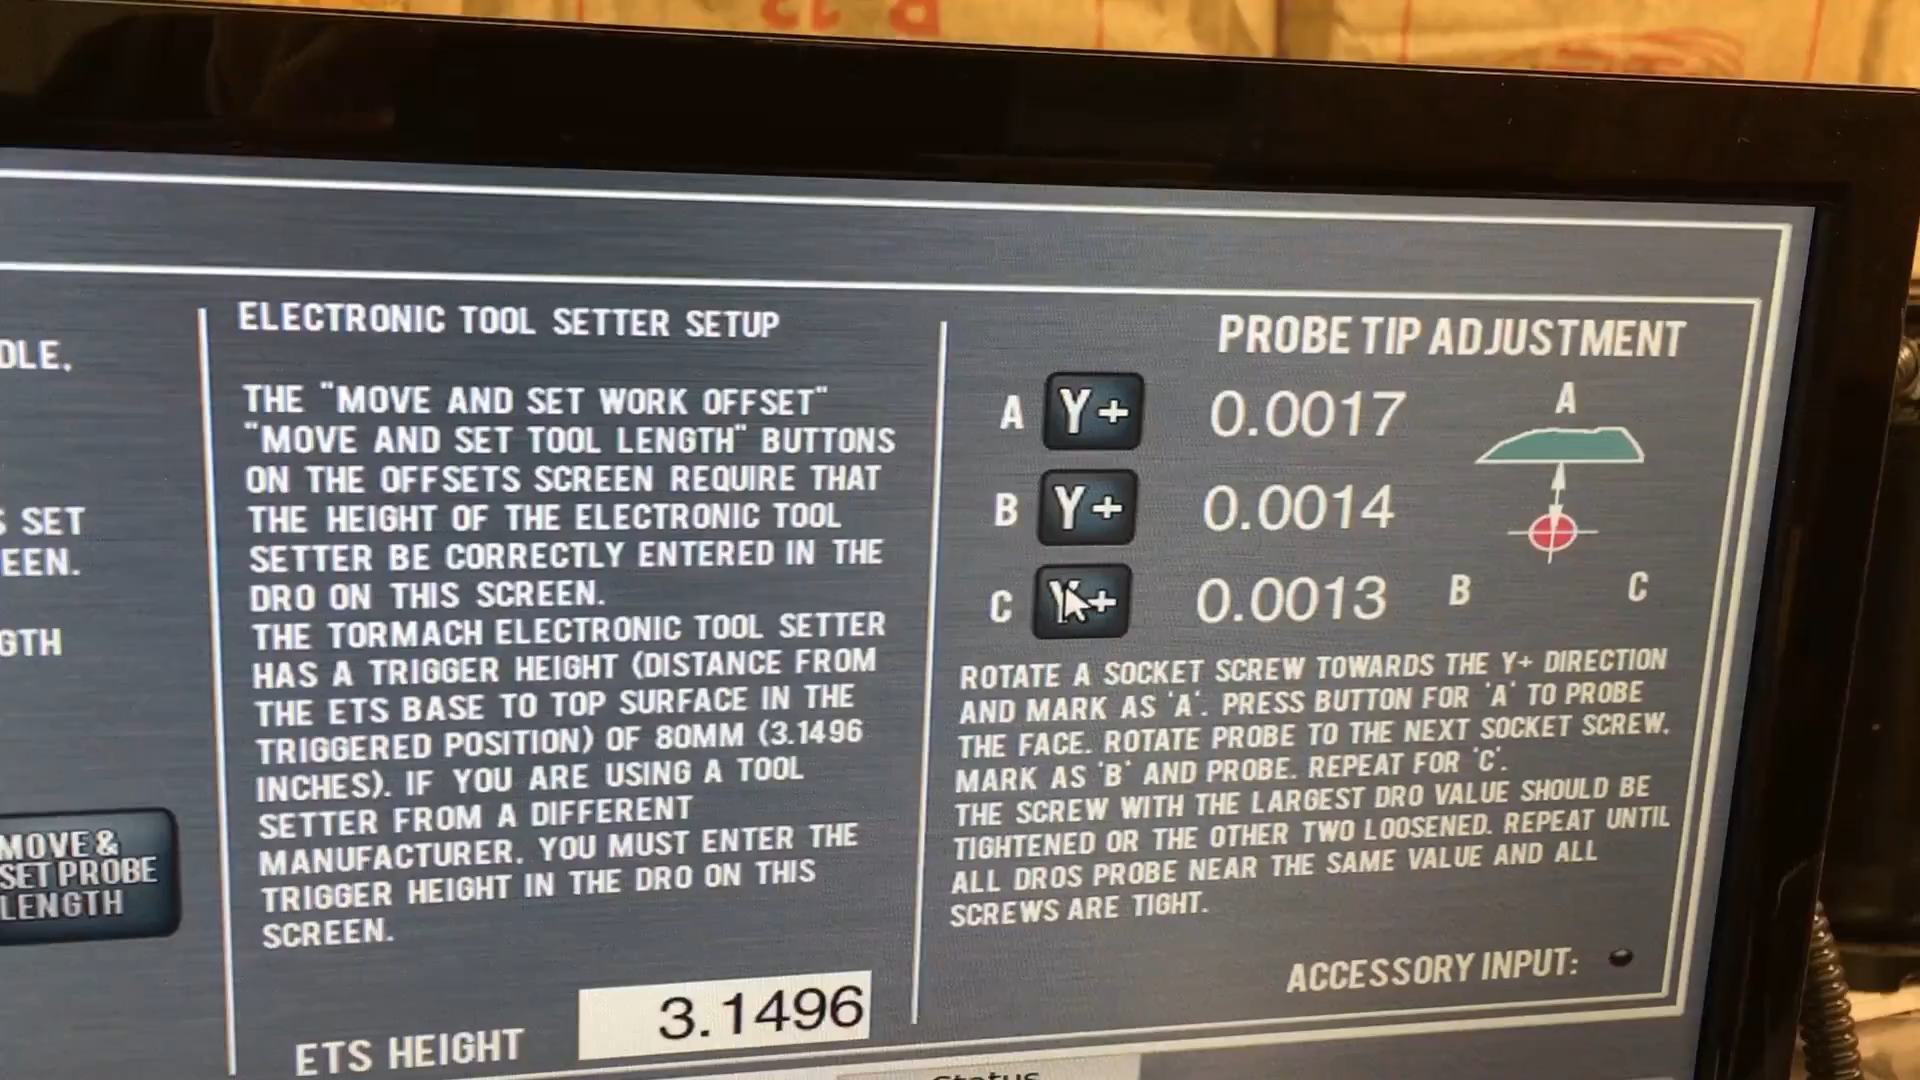 R 13
DLE,
S SET
EEN.
GTH
MOVE &
SET PROBE
LENGTH
ELECTRONIC TOOL SETTER SETUP
THE "MOVE AND SET WORK OFFSET"
"MOVE AND SET TOOL LENGTH" BUTTONS
ON THE OFFSETS SCREEN REQUIRE THAT
THE HEIGHT OF THE ELECTRONIC TOOL
SETTER BE CORRECTLY ENTERED IN THE
DRO ON THIS SCREEN.
THE TORMACH ELECTRONIC TOOL SETTER
HAS A TRIGGER HEIGHT (DISTANCE FROM
THE ETS BASE TO TOP SURFACE IN THE
TRIGGERED POSITION) OF 80MM (3.1496
INCHES). IF YOU ARE USING A TOOL
SETTER FROM A DIFFERENT
MANUFACTURER. YOU MUST ENTER THE
TRIGGER HEIGHT IN THE DRO ON THIS
SCREEN.
ETS HEIGHT 3.1496
PROBE TIP ADJUSTMENT
A Y+ 0.0017 A
B Y+ 0.0014
C Y+ 0.0013 B C
ROTATE A SOCKET SCREW TOWARDS THE Y+ DIRECTION
AND MARK AS 'A'. PRESS BUTTON FOR 'A' TO PROBE
THE FACE. ROTATE PROBE TO THE NEXT SOCKET SCREW,
MARK AS 'B' AND PROBE. REPEAT FOR 'C'.
THE SCREW WITH THE LARGEST DRO VALUE SHOULD BE
TIGHTENED OR THE OTHER TWO LOOSENED. REPEAT UNTIL
ALL DROS PROBE NEAR THE SAME VALUE AND ALL
SCREWS ARE TIGHT.
ACCESSORY INPUT:
Status